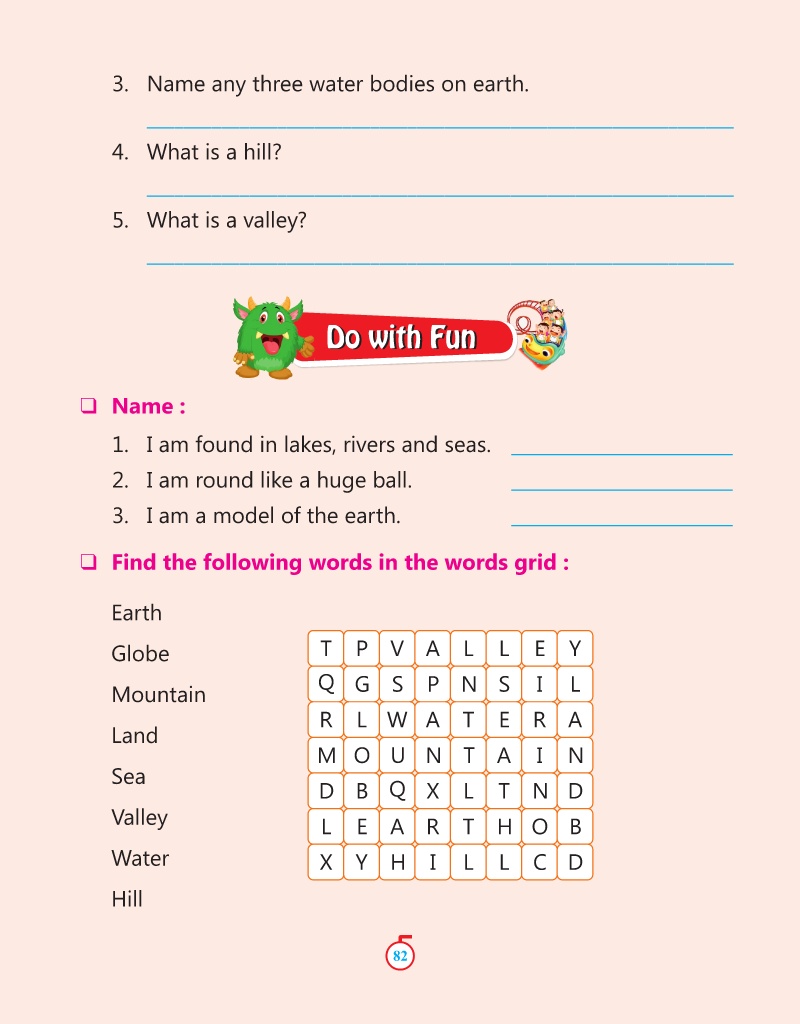 3. Name any three water bodies on earth.
4. What is a hill?
5. What is a valley?
Do with Fun
❑ Name :
1. I am found in lakes, rivers and seas.
2. I am round like a huge ball.
3. I am a model of the earth.
❑ Find the following words in the words grid :
Earth
Globe
Mountain
Land
Sea
Valley
Water
Hill
T P V A L L E Y
Q G S P N S I L
R L W A T E R A
M O U N T A I N
D B Q X L T N D
L E A R T H O B
X Y H I L L C D
82